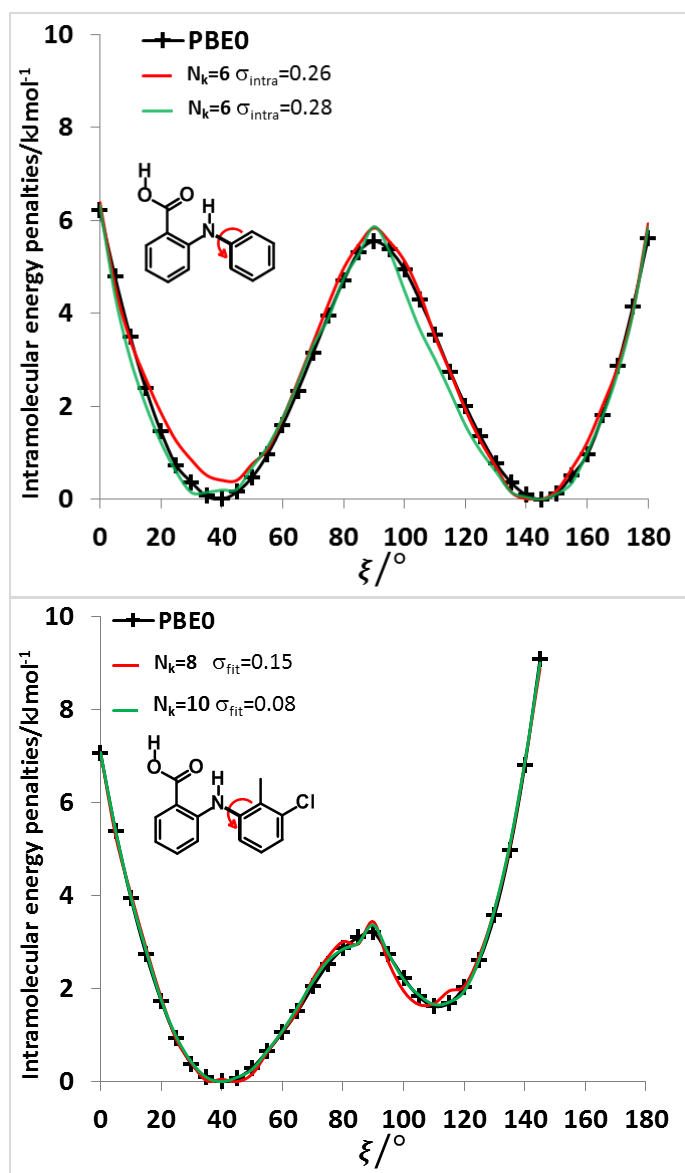 10
8
6
4
2
0
Intramolecular energy penalties/kJmol⁻¹
PBE0
Nₖ=6 σᵢₙₜᵣₐ=0.26
Nₖ=6 σᵢₙₜᵣₐ=0.28
H
O
O
H
N
0 20 40 60 80 100 120 140 160 180
ξ/°
10
8
6
4
2
0
Intramolecular energy penalties/kJmol⁻¹
PBE0
Nₖ=8 σfit=0.15
Nₖ=10 σfit=0.08
H
O
O
H
N
Cl
0 20 40 60 80 100 120 140 160 180
ξ/°